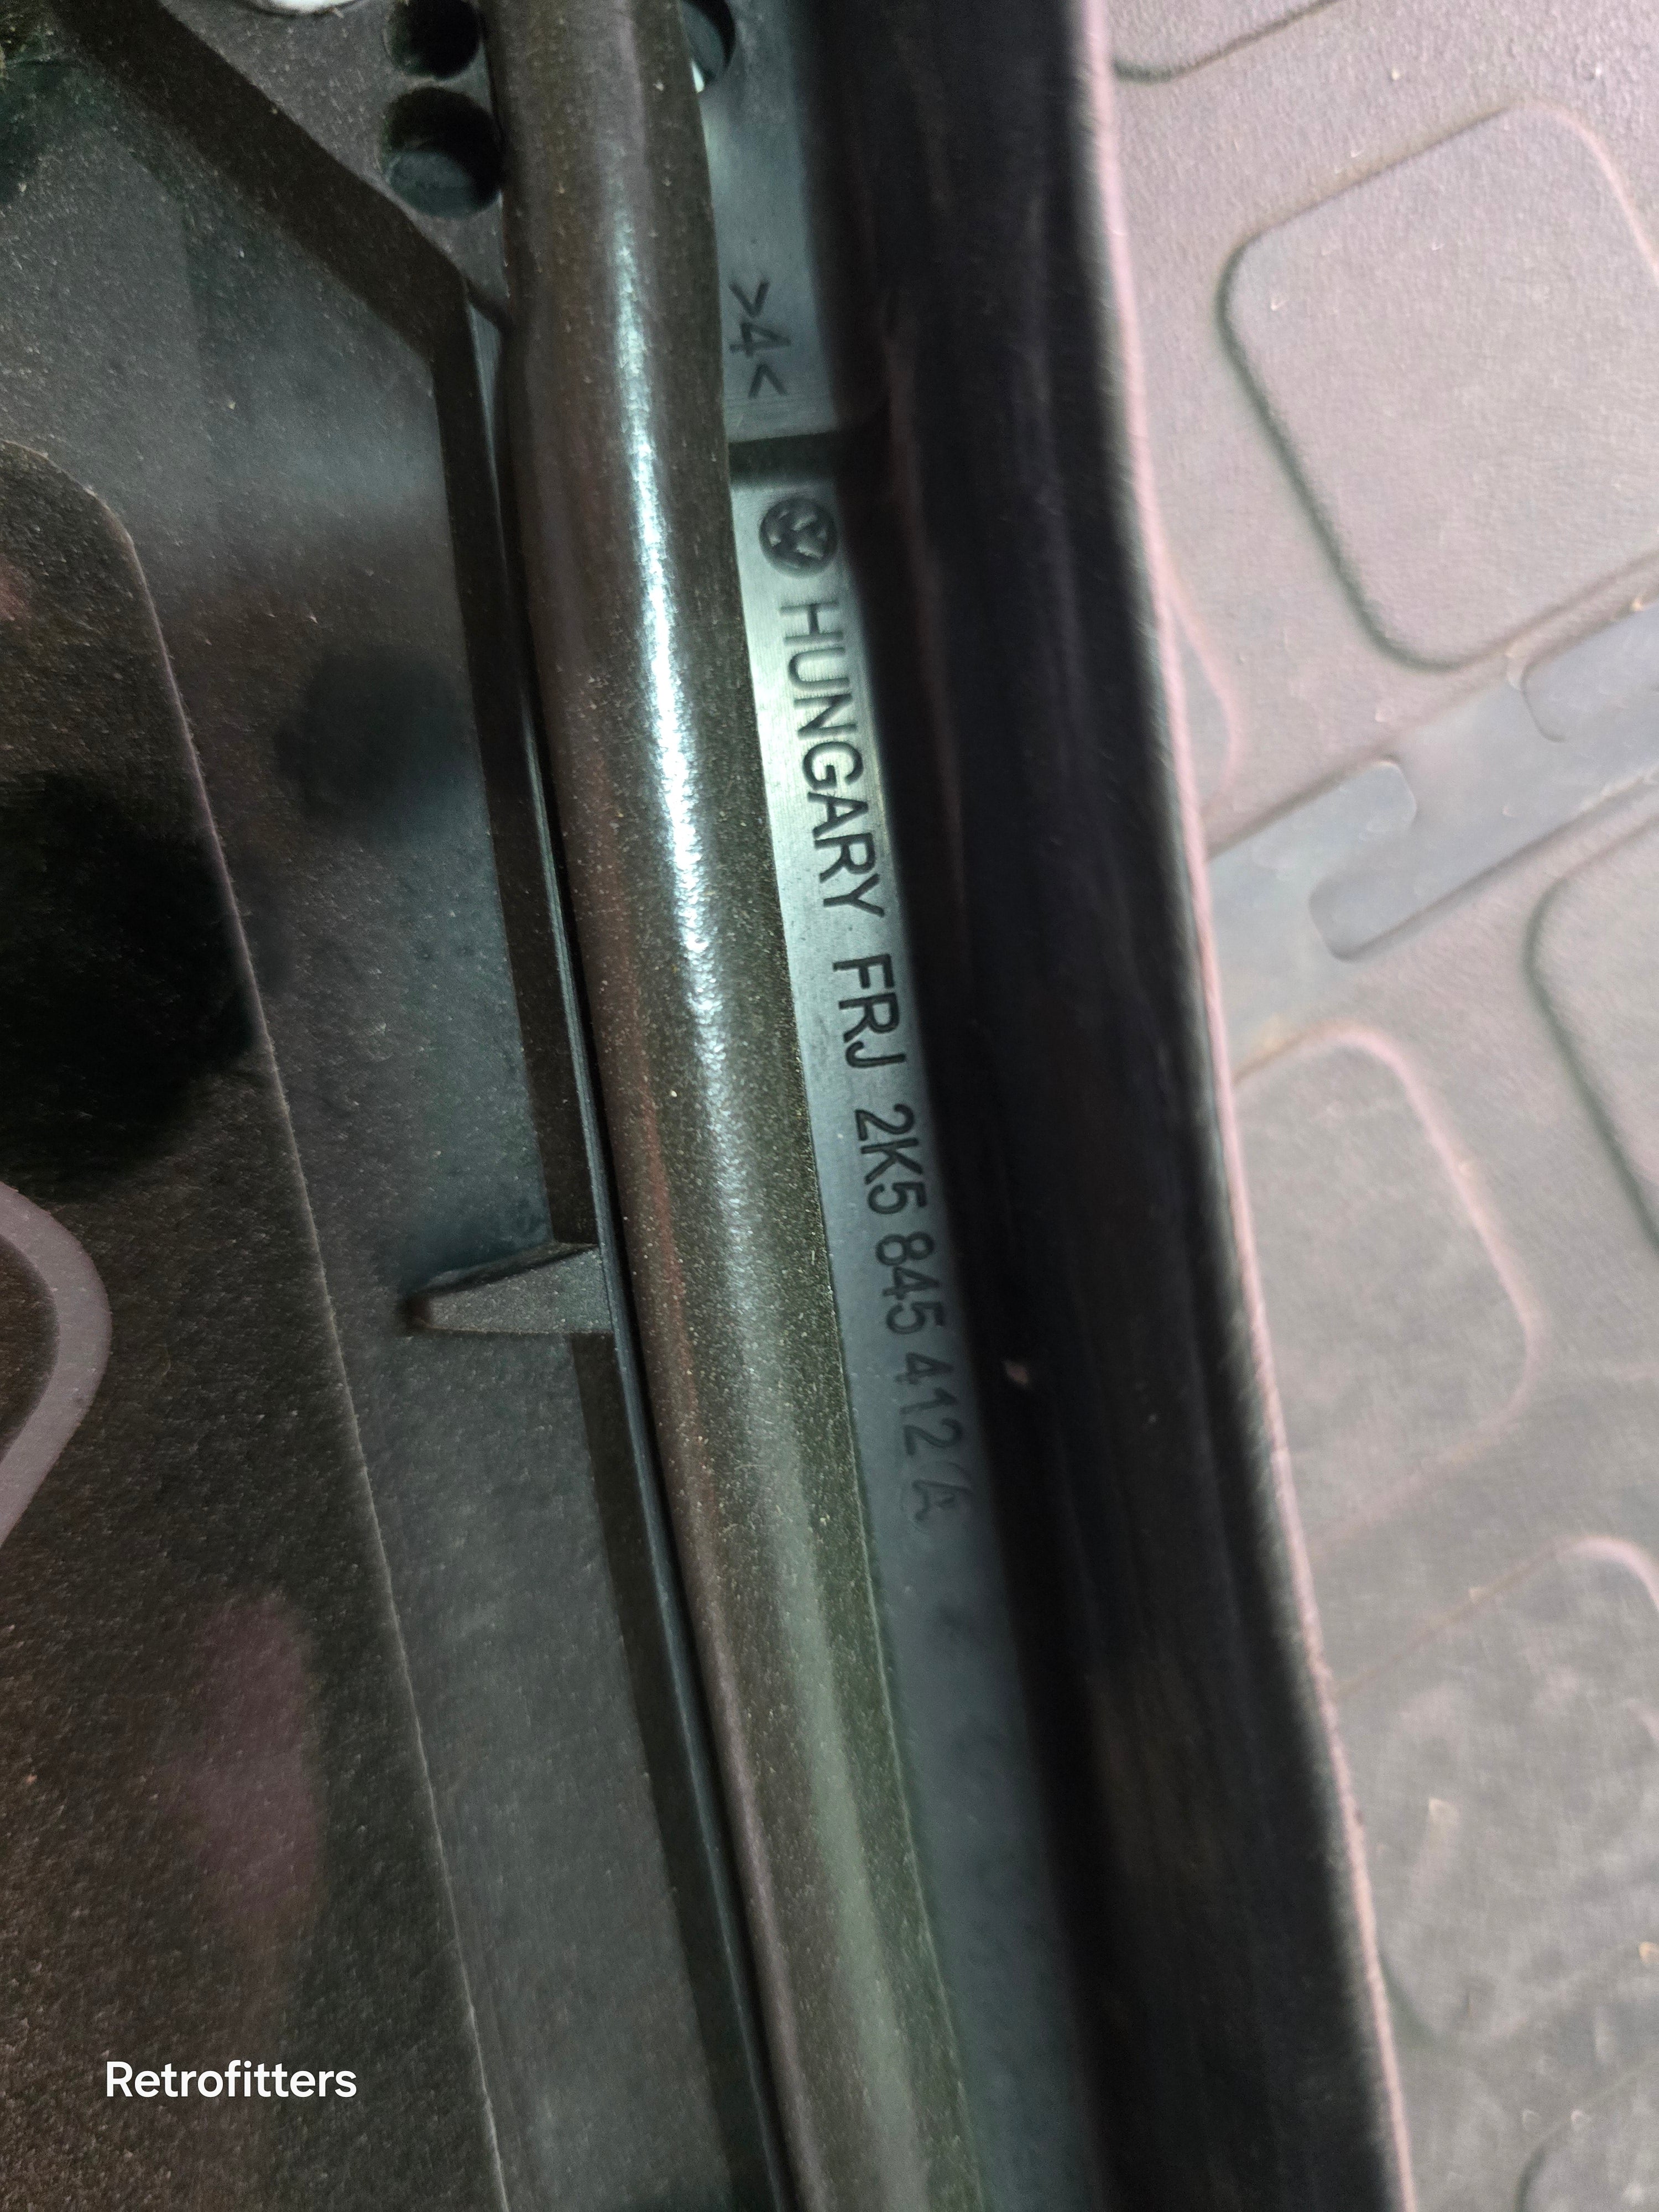 >4<
HUNGARY FRJ 2K5 845 412 A
Retrofitters